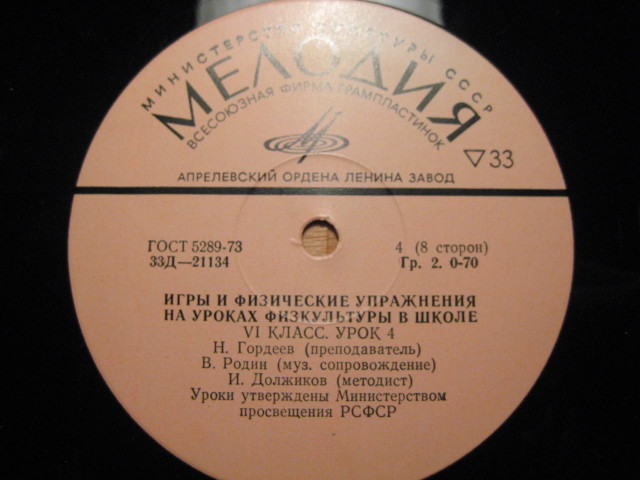 МИНИСТЕРСТВО КУЛЬТУРЫ СССР
МЕЛОДИЯ
ВСЕСОЮЗНАЯ ФИРМА ГРАМПЛАСТИНОК
▽33
АПРЕЛЕВСКИЙ ОРДЕНА ЛЕНИНА ЗАВОД
ГОСТ 5289-73
4 (8 сторон)
33Д—21134
Гр. 2. 0-70
ИГРЫ И ФИЗИЧЕСКИЕ УПРАЖНЕНИЯ
НА УРОКАХ ФИЗКУЛЬТУРЫ В ШКОЛЕ
VI КЛАСС. УРОК 4
Н. Гордеев (преподаватель)
В. Родин (муз. сопровождение)
И. Должиков (методист)
Уроки утверждены Министерством
просвещения РСФСР